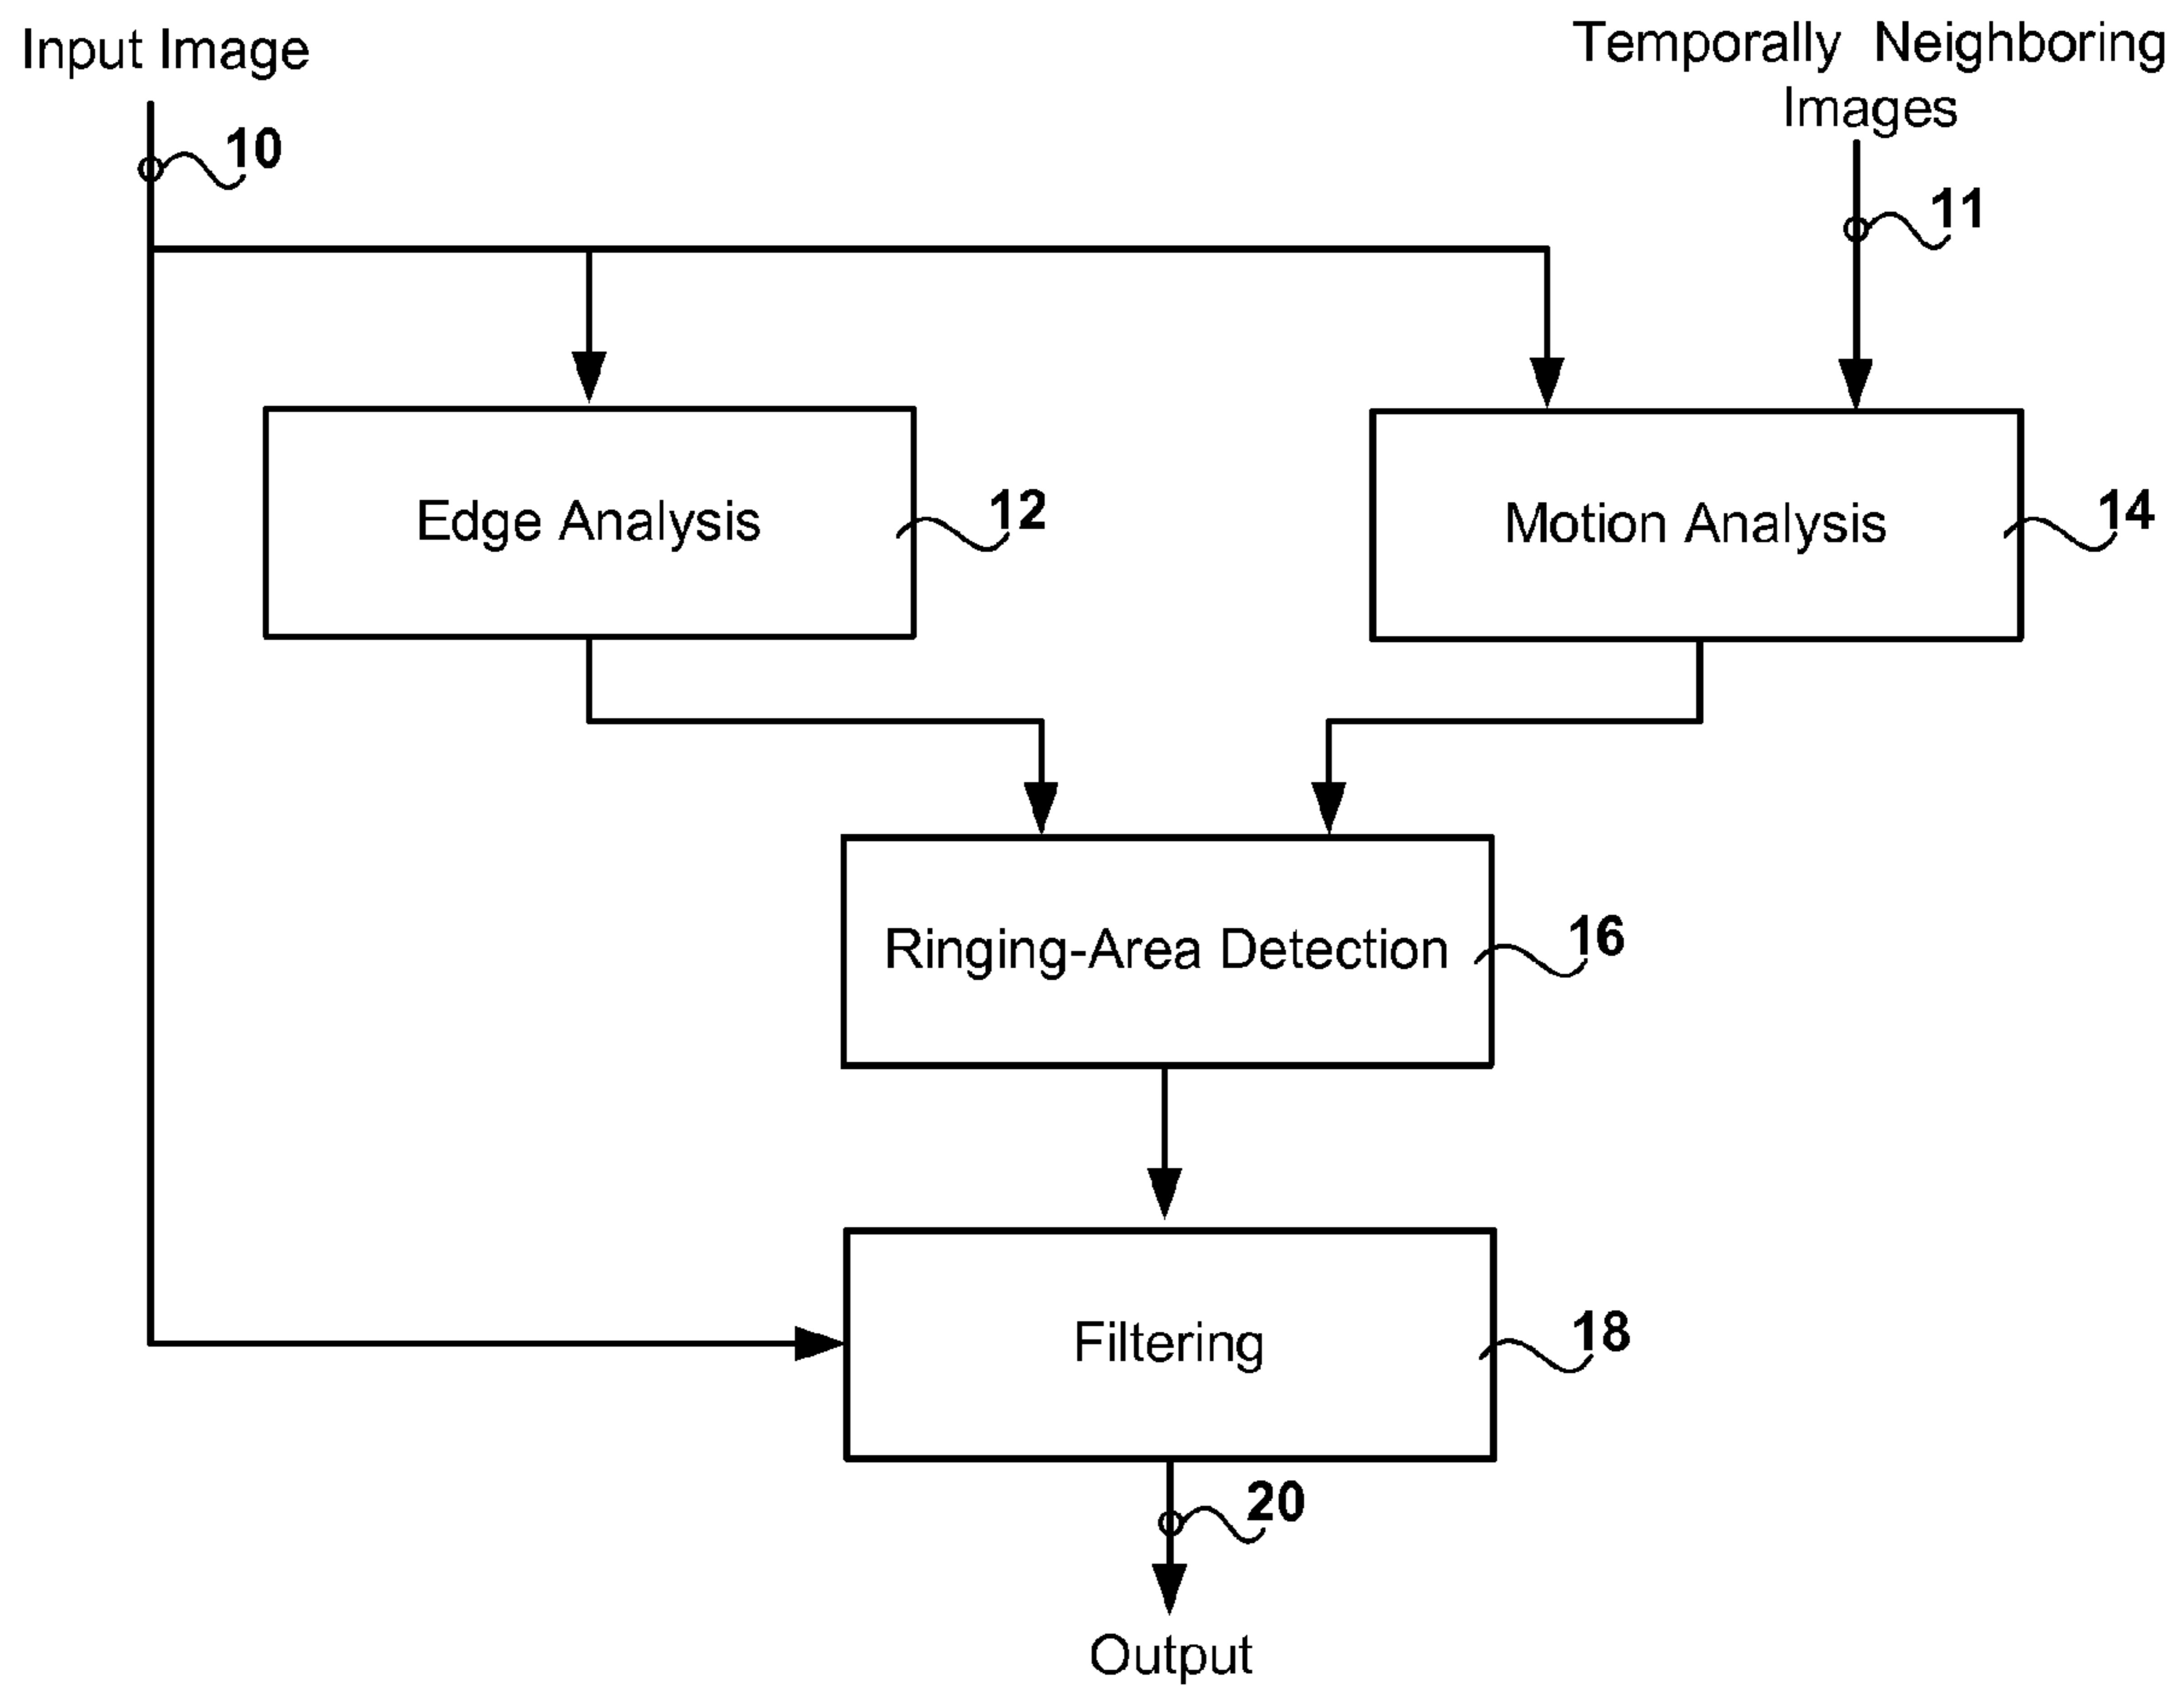 Input Image
Temporally Neighboring
Images
10
11
Edge Analysis
12
Motion Analysis
14
Ringing-Area Detection
16
Filtering
18
20
Output